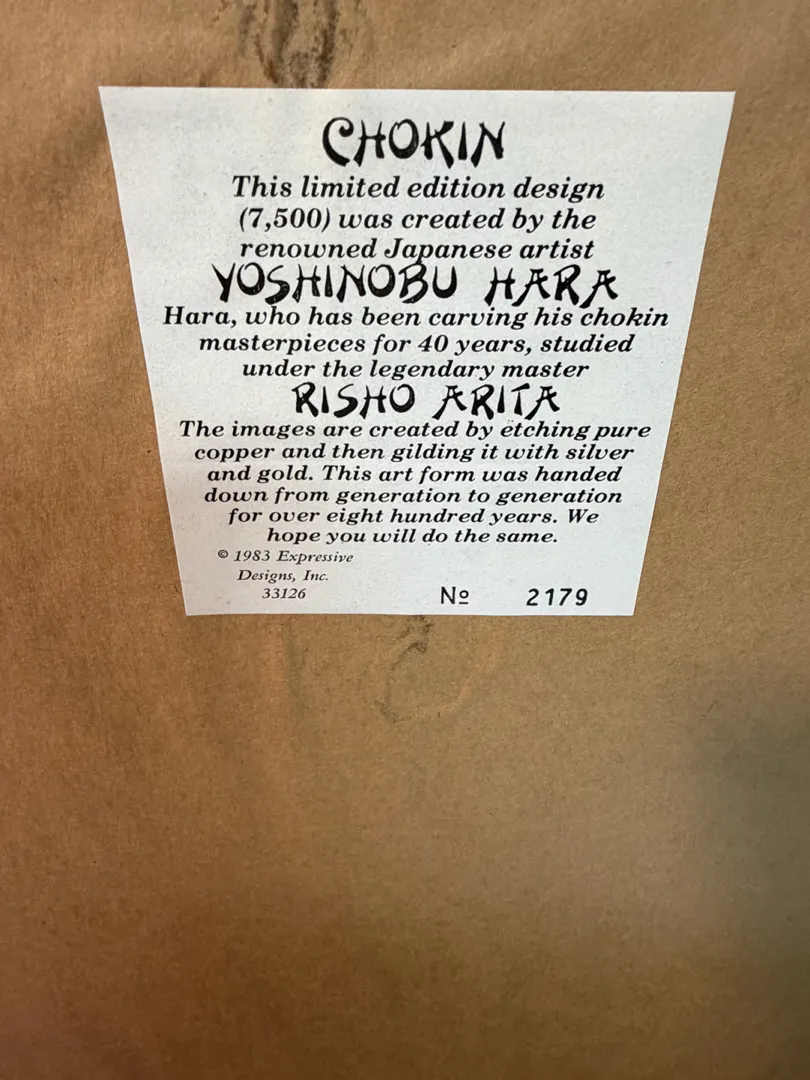 CHOKIN
This limited edition design
(7,500) was created by the
renowned Japanese artist
YOSHINOBU HARA
Hara, who has been carving his chokin
masterpieces for 40 years, studied
under the legendary master
RISHO ARITA
The images are created by etching pure
copper and then gilding it with silver
and gold. This art form was handed
down from generation to generation
for over eight hundred years. We
hope you will do the same.
© 1983 Expressive
Designs, Inc.
33126
Nº 2179